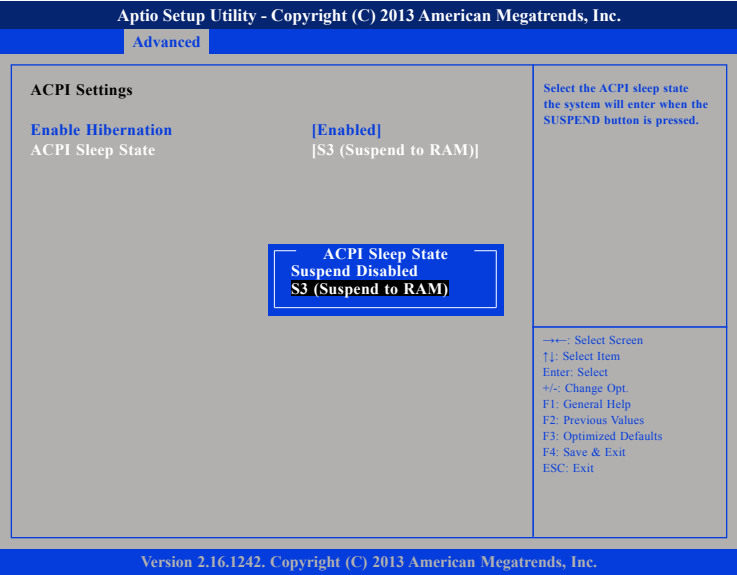 Aptio Setup Utility - Copyright (C) 2013 American Megatrends, Inc.
Advanced
ACPI Settings
Enable Hibernation [Enabled]
ACPI Sleep State [S3 (Suspend to RAM)]
ACPI Sleep State
Suspend Disabled
S3 (Suspend to RAM)
Select the ACPI sleep state
the system will enter when the
SUSPEND button is pressed.
→←: Select Screen
↑↓: Select Item
Enter: Select
+/-: Change Opt.
F1: General Help
F2: Previous Values
F3: Optimized Defaults
F4: Save & Exit
ESC: Exit
Version 2.16.1242. Copyright (C) 2013 American Megatrends, Inc.